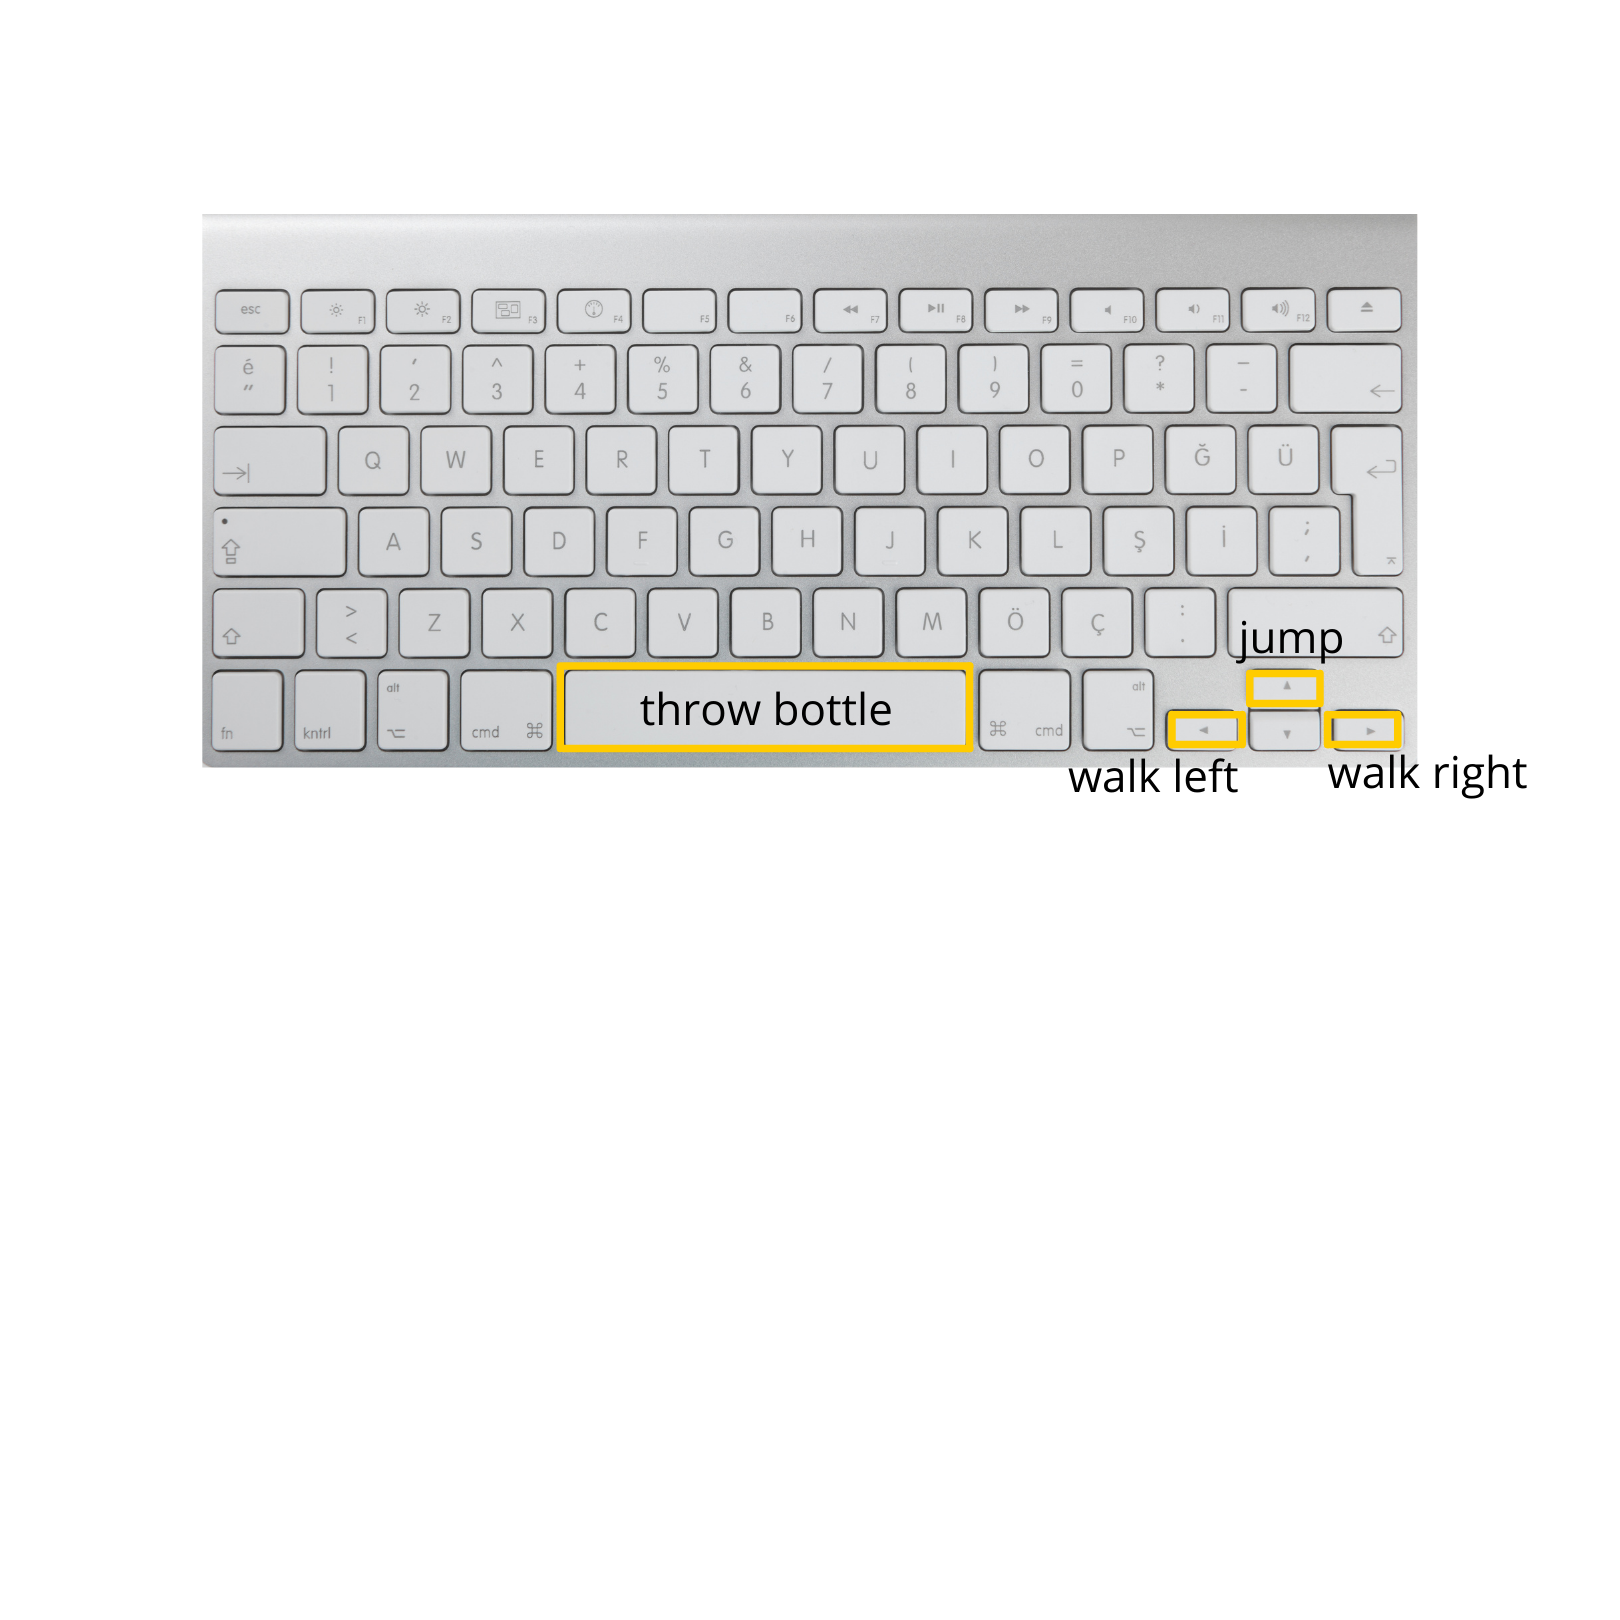 esc F1 F2 F3 F4 F5 F6 F7 F8 F9 F10 F11 F12
é ! ' ^ + % & / ( ) = ? _
" 1 2 3 4 5 6 7 8 9 0 * -
Q W E R T Y U I O P Ğ Ü
A S D F G H J K L Ş İ ; ,
> < Z X C V B N M Ö Ç : .
jump
fn kntrl alt cmd ⌘ throw bottle ⌘ cmd alt
walk left walk right